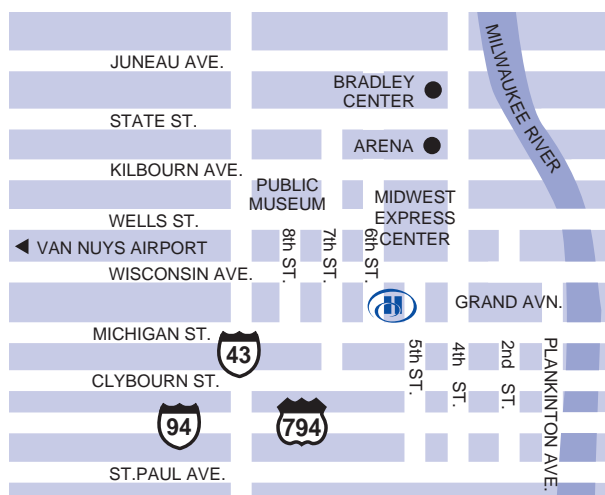 JUNEAU AVE.
MILWAUKEE RIVER
BRADLEY
CENTER
STATE ST.
ARENA
KILBOURN AVE.
PUBLIC
MUSEUM
MIDWEST
EXPRESS
CENTER
WELLS ST.
VAN NUYS AIRPORT
8th ST.
7th ST.
6th ST.
WISCONSIN AVE.
H
GRAND AVN.
MICHIGAN ST.
43
5th ST.
4th ST.
2nd ST.
PLANKINTON AVE.
CLYBOURN ST.
94
794
ST.PAUL AVE.